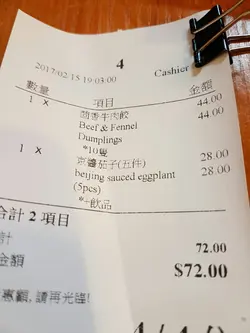 4
2017/02/15 19:03:00 Cashier
數量 項目 金額
1 X 茴香牛肉餃 44.00
Beef & Fennel 44.00
Dumplings
*10隻
1 X 京醬茄子(五件) 28.00
beijing sauced eggplant 28.00
(5pcs)
*+飲品
合計 2 項目
計 72.00
金額 $72.00
惠顧, 請再光臨!